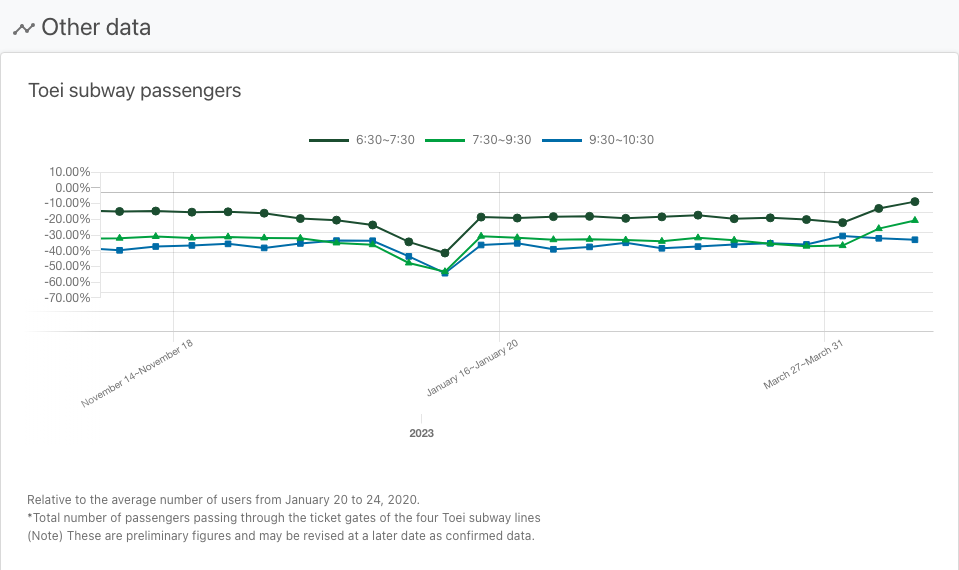 Other data
Toei subway passengers
6:30~7:30 7:30~9:30 9:30~10:30
10.00%
0.00%
-10.00%
-20.00%
-30.00%
-40.00%
-50.00%
-60.00%
-70.00%
November 14~November 18
January 16~January 20
March 27~March 31
2023
Relative to the average number of users from January 20 to 24, 2020.
*Total number of passengers passing through the ticket gates of the four Toei subway lines
(Note) These are preliminary figures and may be revised at a later date as confirmed data.